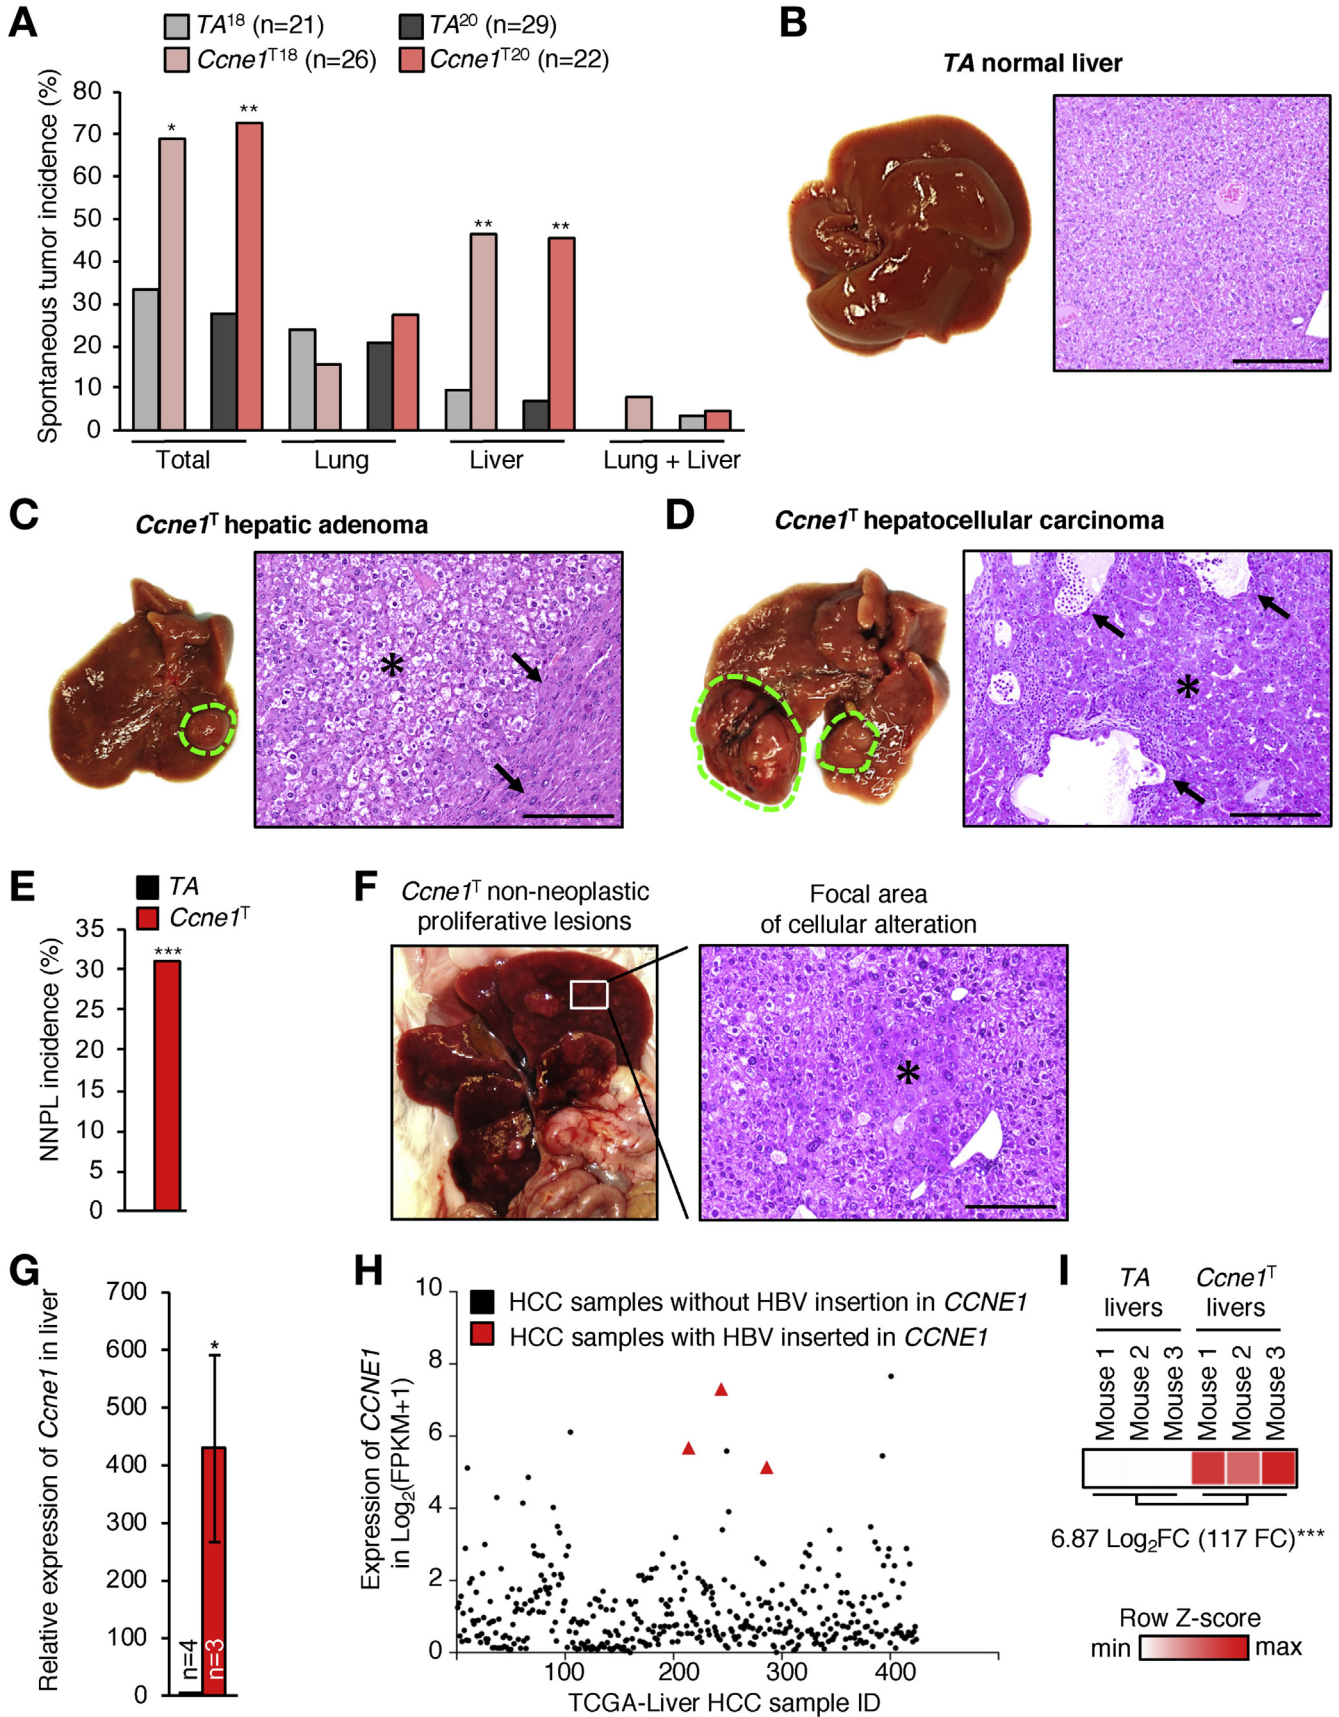 A
TA18 (n=21)
TA20 (n=29)
Ccne1T18 (n=26)
Ccne1T20 (n=22)
Spontaneous tumor incidence (%)
80
70
60
50
40
30
20
10
0
*
**
**
**
Total
Lung
Liver
Lung + Liver
B
TA normal liver
C
Ccne1T hepatic adenoma
*
D
Ccne1T hepatocellular carcinoma
*
E
TA
Ccne1T
NNPL incidence (%)
35
30
25
20
15
10
5
0
***
F
Ccne1T non-neoplastic
proliferative lesions
Focal area
of cellular alteration
*
G
Relative expression of Ccne1 in liver
700
600
500
400
300
200
100
0
*
n=4
n=3
H
Expression of CCNE1
in Log2(FPKM+1)
10
8
6
4
2
0
HCC samples without HBV insertion in CCNE1
HCC samples with HBV inserted in CCNE1
100
200
300
400
TCGA-Liver HCC sample ID
I
TA
livers
Ccne1T
livers
Mouse 1
Mouse 2
Mouse 3
Mouse 1
Mouse 2
Mouse 3
6.87 Log2FC (117 FC)***
Row Z-score
min
max